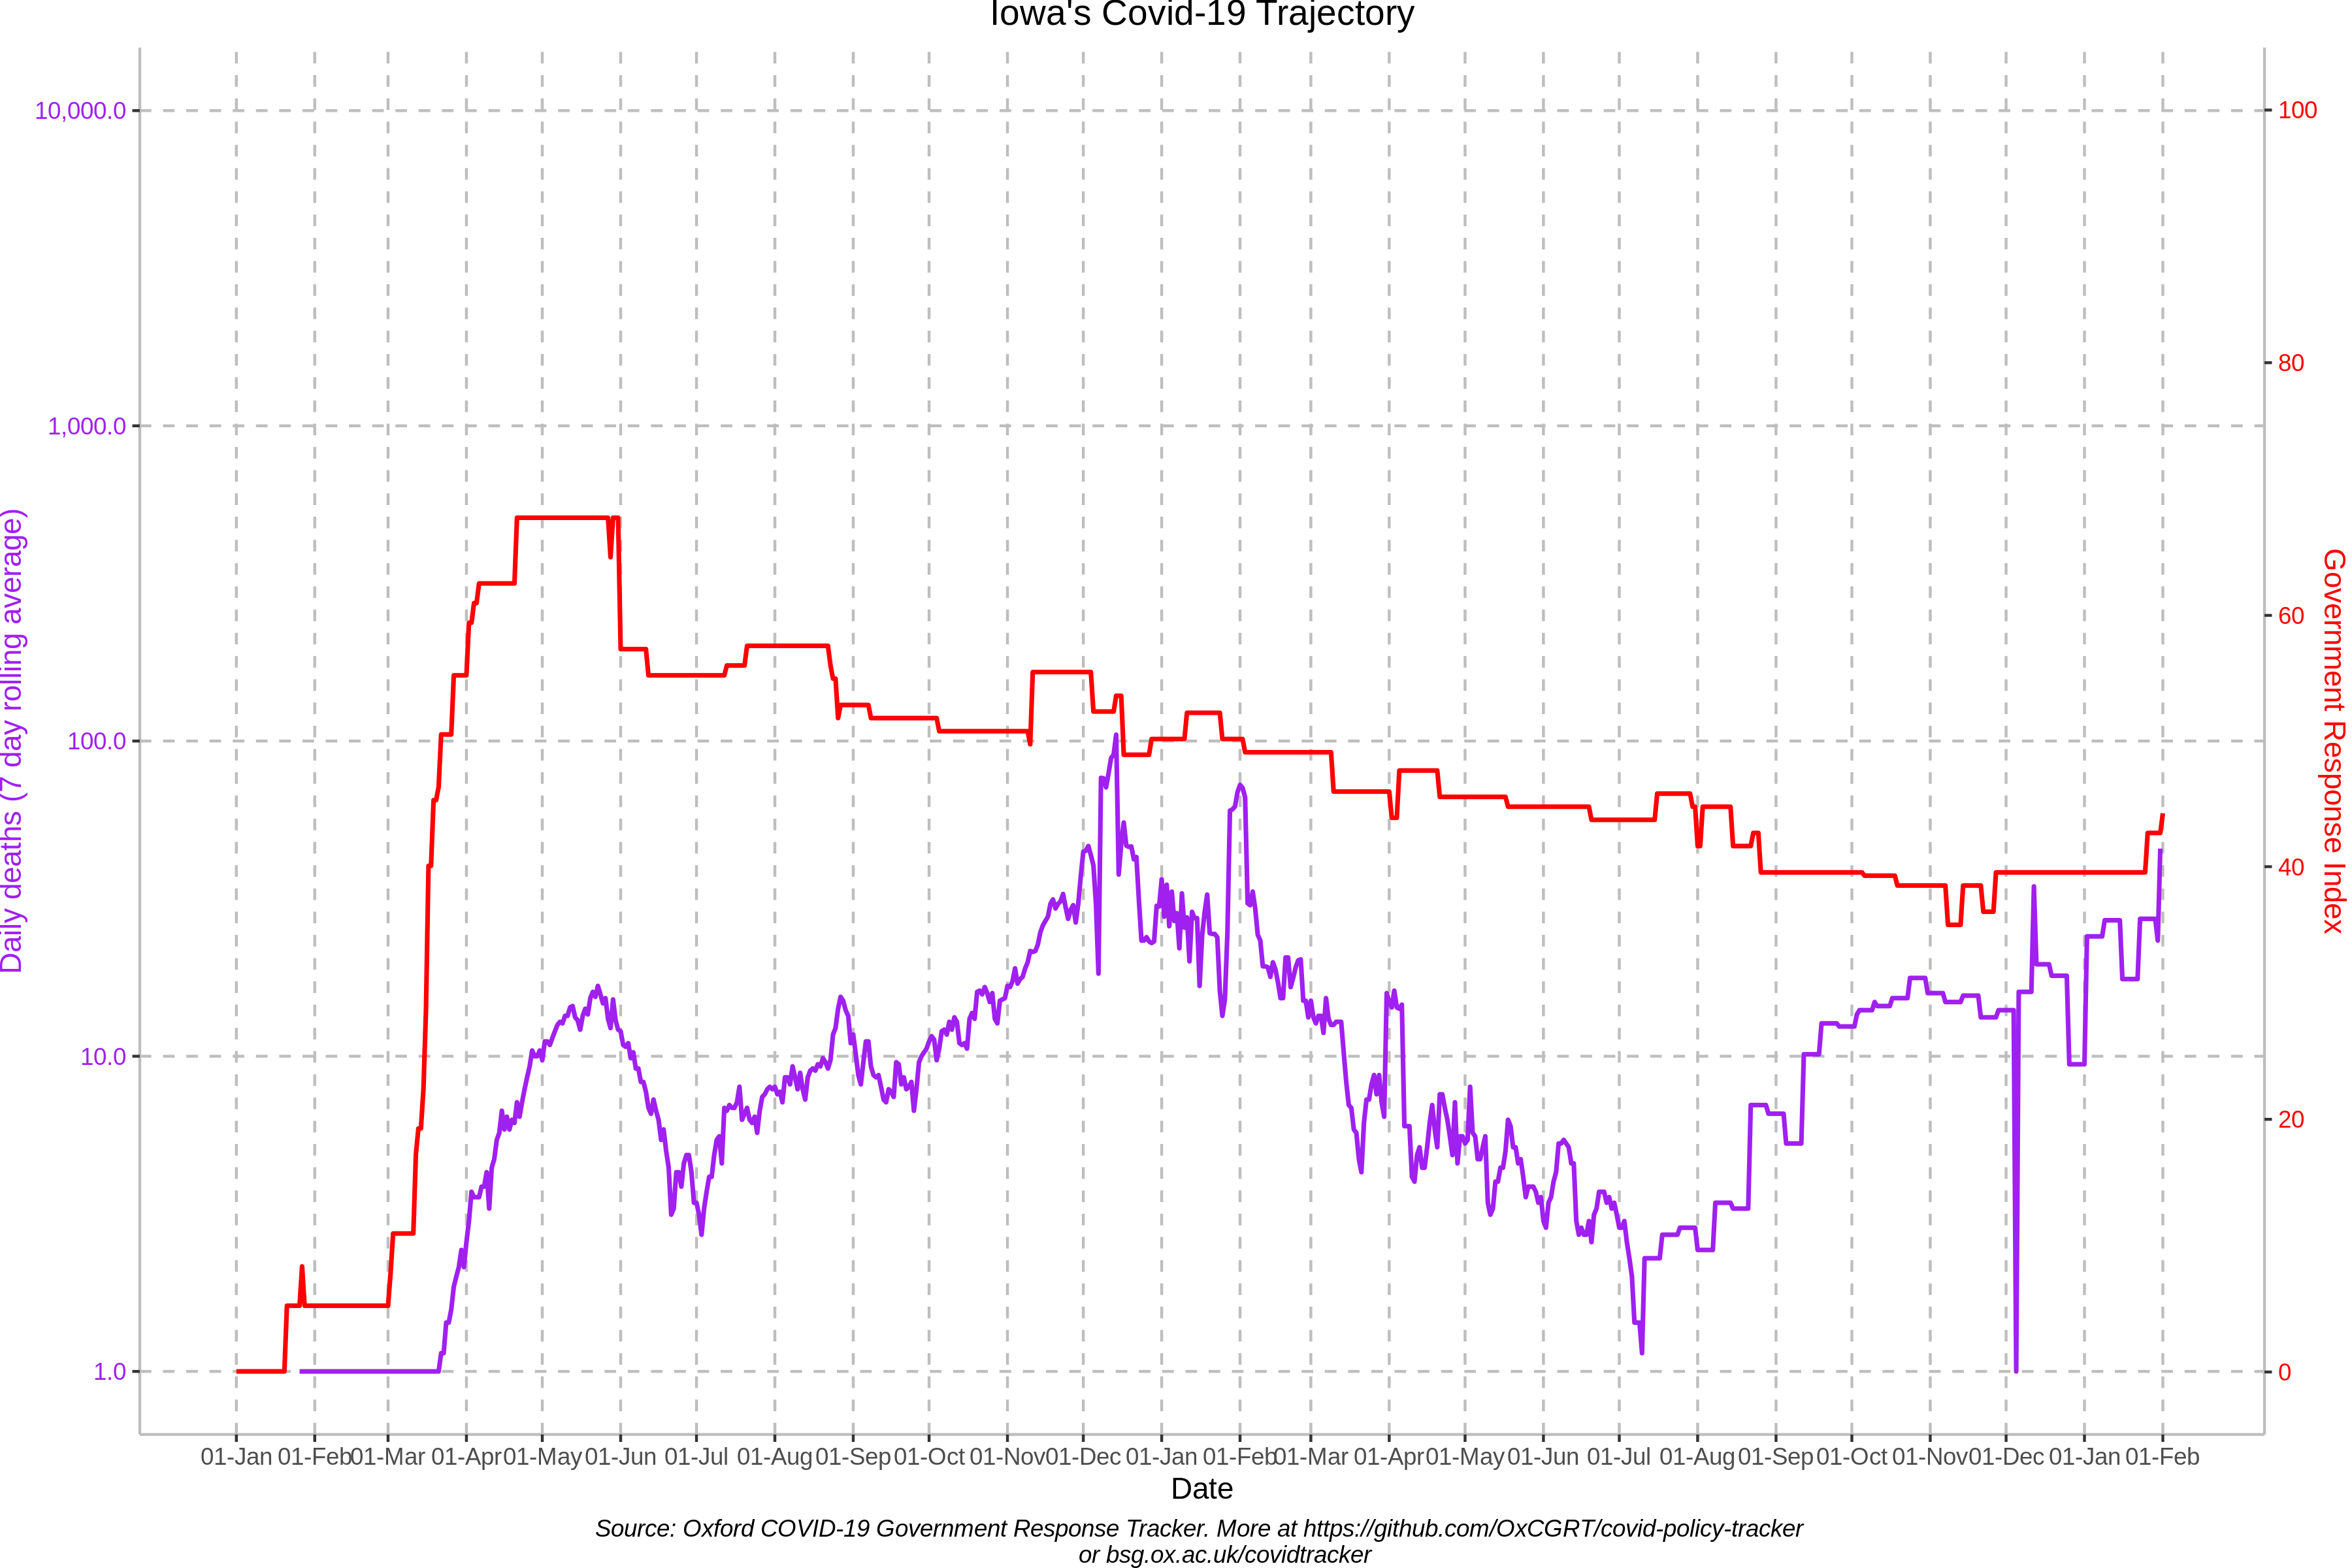 Iowa's Covid-19 Trajectory
10,000.0
1,000.0
100.0
10.0
1.0
Daily deaths (7 day rolling average)
100
80
60
40
20
0
Government Response Index
01-Jan 01-Feb 01-Mar 01-Apr 01-May 01-Jun 01-Jul 01-Aug 01-Sep 01-Oct 01-Nov 01-Dec 01-Jan 01-Feb 01-Mar 01-Apr 01-May 01-Jun 01-Jul 01-Aug 01-Sep 01-Oct 01-Nov 01-Dec 01-Jan 01-Feb
Date
Source: Oxford COVID-19 Government Response Tracker. More at https://github.com/OxCGRT/covid-policy-tracker
or bsg.ox.ac.uk/covidtracker